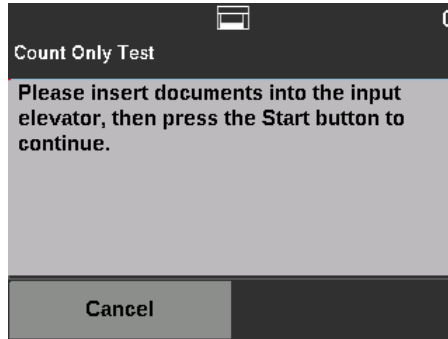 Count Only Test
Please insert documents into the input
elevator, then press the Start button to
continue.
Cancel